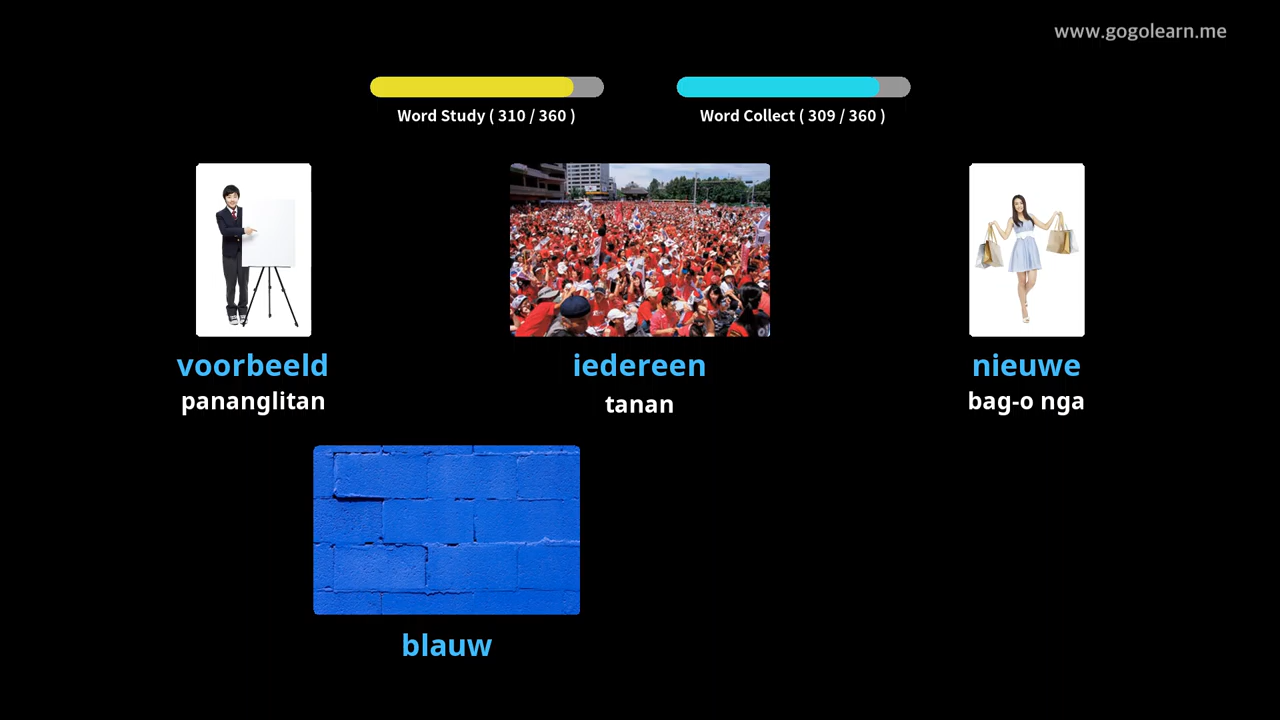 www.gogolearn.me
Word Study ( 310 / 360 )
Word Collect ( 309 / 360 )
voorbeeld
pananglitan
iedereen
tanan
nieuwe
bag-o nga
blauw